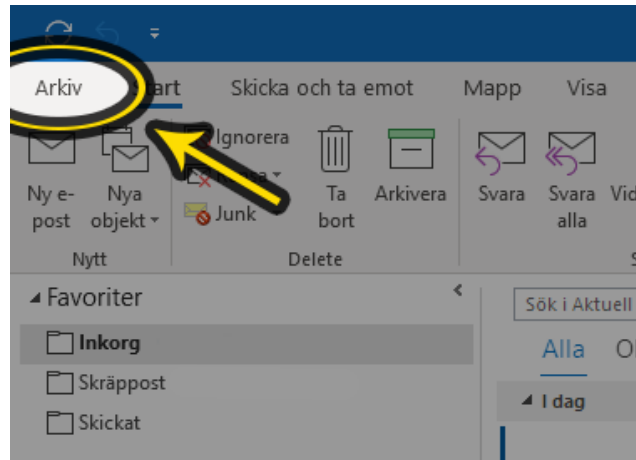 Arkiv Start Skicka och ta emot Mapp Visa
Ignorera
Ny e- Nya Ta Arkivera Svara Svara
post objekt Junk bort alla
Nytt Delete
Favoriter
Sök i Aktuell
Inkorg
Alla
Skräppost
I dag
Skickat